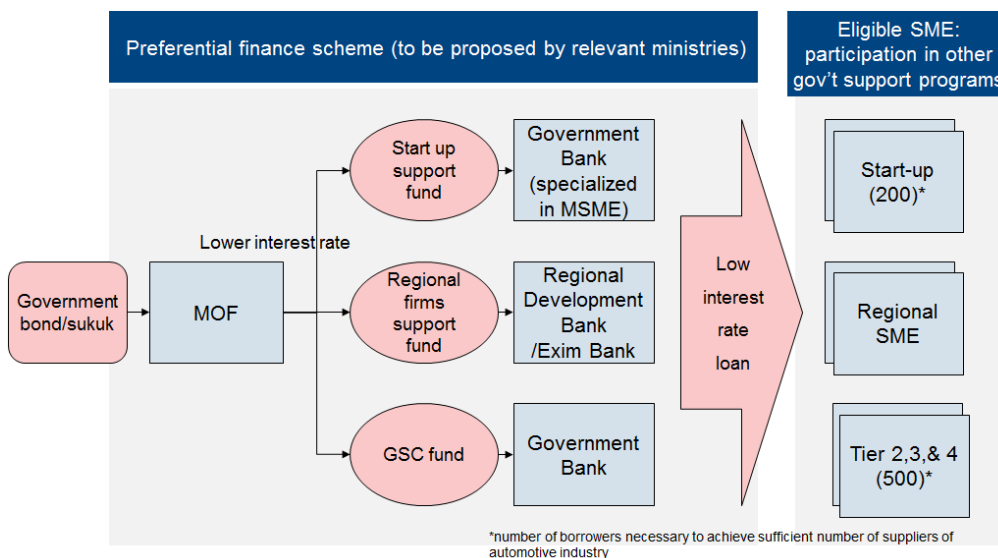 Preferential finance scheme (to be proposed by relevant ministries)
Eligible SME:
participation in other
gov't support programs
Start up
support
fund
Government
Bank
(specialized
in MSME)
Start-up
(200)*
Lower interest rate
Government
bond/sukuk
MOF
Regional
firms
support
fund
Regional
Development
Bank
/Exim Bank
Low
interest
rate
loan
Regional
SME
GSC fund
Government
Bank
Tier 2,3,& 4
(500)*
*number of borrowers necessary to achieve sufficient number of suppliers of
automotive industry